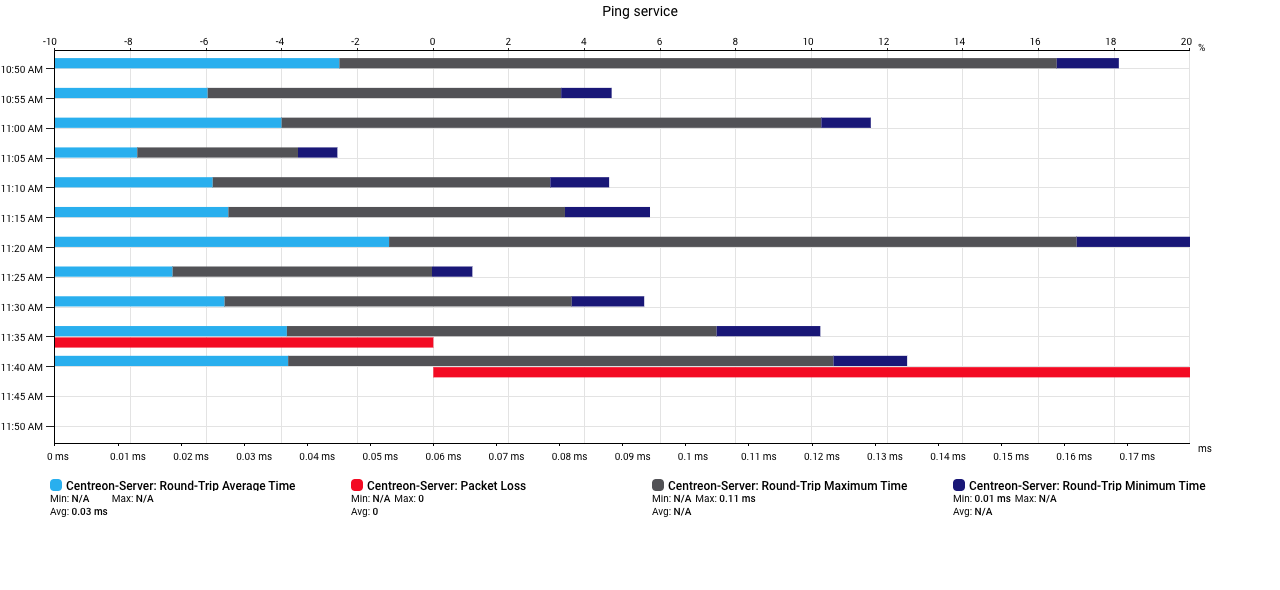 Ping service
-10 -8 -6 -4 -2 0 2 4 6 8 10 12 14 16 18 20
%
10:50 AM
10:55 AM
11:00 AM
11:05 AM
11:10 AM
11:15 AM
11:20 AM
11:25 AM
11:30 AM
11:35 AM
11:40 AM
11:45 AM
11:50 AM
ms
0 ms 0.01 ms 0.02 ms 0.03 ms 0.04 ms 0.05 ms 0.06 ms 0.07 ms 0.08 ms 0.09 ms 0.1 ms 0.11 ms 0.12 ms 0.13 ms 0.14 ms 0.15 ms 0.16 ms 0.17 ms
Centreon-Server: Round-Trip Average Time
Min: N/A Max: N/A
Avg: 0.03 ms
Centreon-Server: Packet Loss
Min: N/A Max: 0
Avg: 0
Centreon-Server: Round-Trip Maximum Time
Min: N/A Max: 0.11 ms
Avg: N/A
Centreon-Server: Round-Trip Minimum Time
Min: 0.01 ms Max: N/A
Avg: N/A